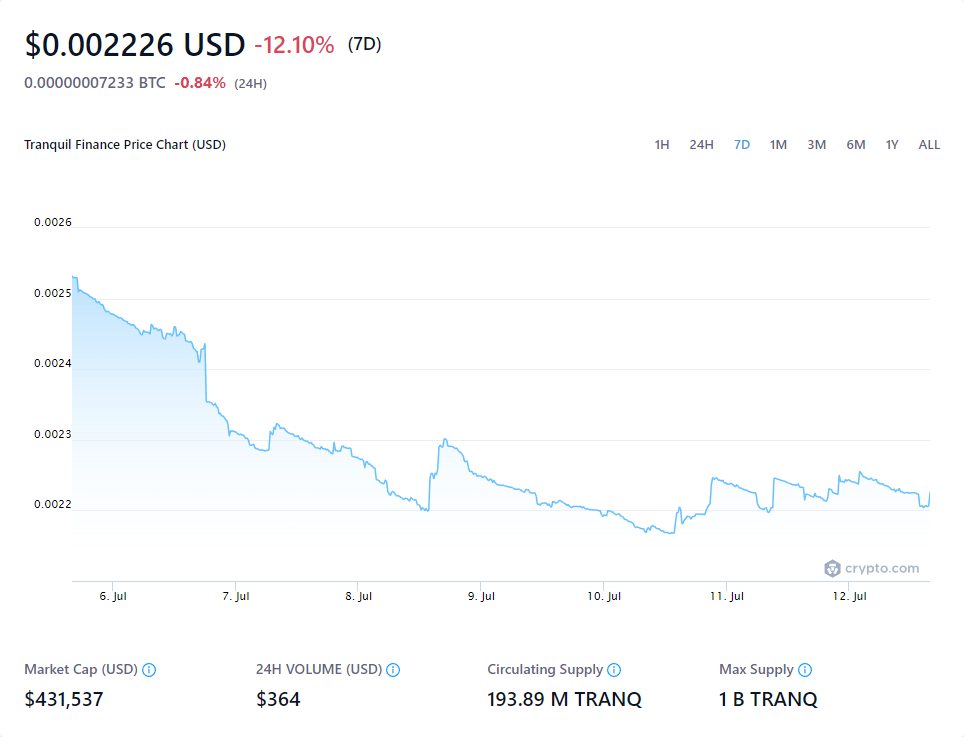 $0.002226 USD -12.10% (7D)
0.00000007233 BTC -0.84% (24H)
Tranquil Finance Price Chart (USD) 1H 24H 7D 1M 3M 6M 1Y ALL
0.0026
0.0025
0.0024
0.0023
0.0022
crypto.com
6. Jul 7. Jul 8. Jul 9. Jul 10. Jul 11. Jul 12. Jul
Market Cap (USD) 24H VOLUME (USD) Circulating Supply Max Supply
$431,537 $364 193.89 M TRANQ 1 B TRANQ